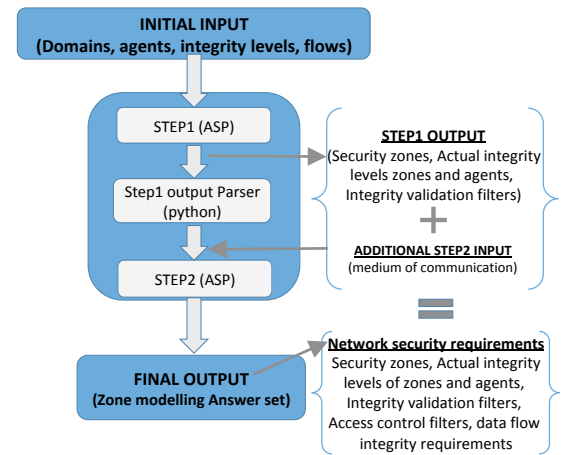 INITIAL INPUT
(Domains, agents, integrity levels, flows)
STEP1 (ASP)
Step1 output Parser
(python)
STEP2 (ASP)
FINAL OUTPUT
(Zone modelling Answer set)
STEP1 OUTPUT
(Security zones, Actual integrity
levels zones and agents,
Integrity validation filters)
+
ADDITIONAL STEP2 INPUT
(medium of communication)
=
Network security requirements
Security zones, Actual integrity
levels of zones and agents,
Integrity validation filters,
Access control filters, data flow
integrity requirements